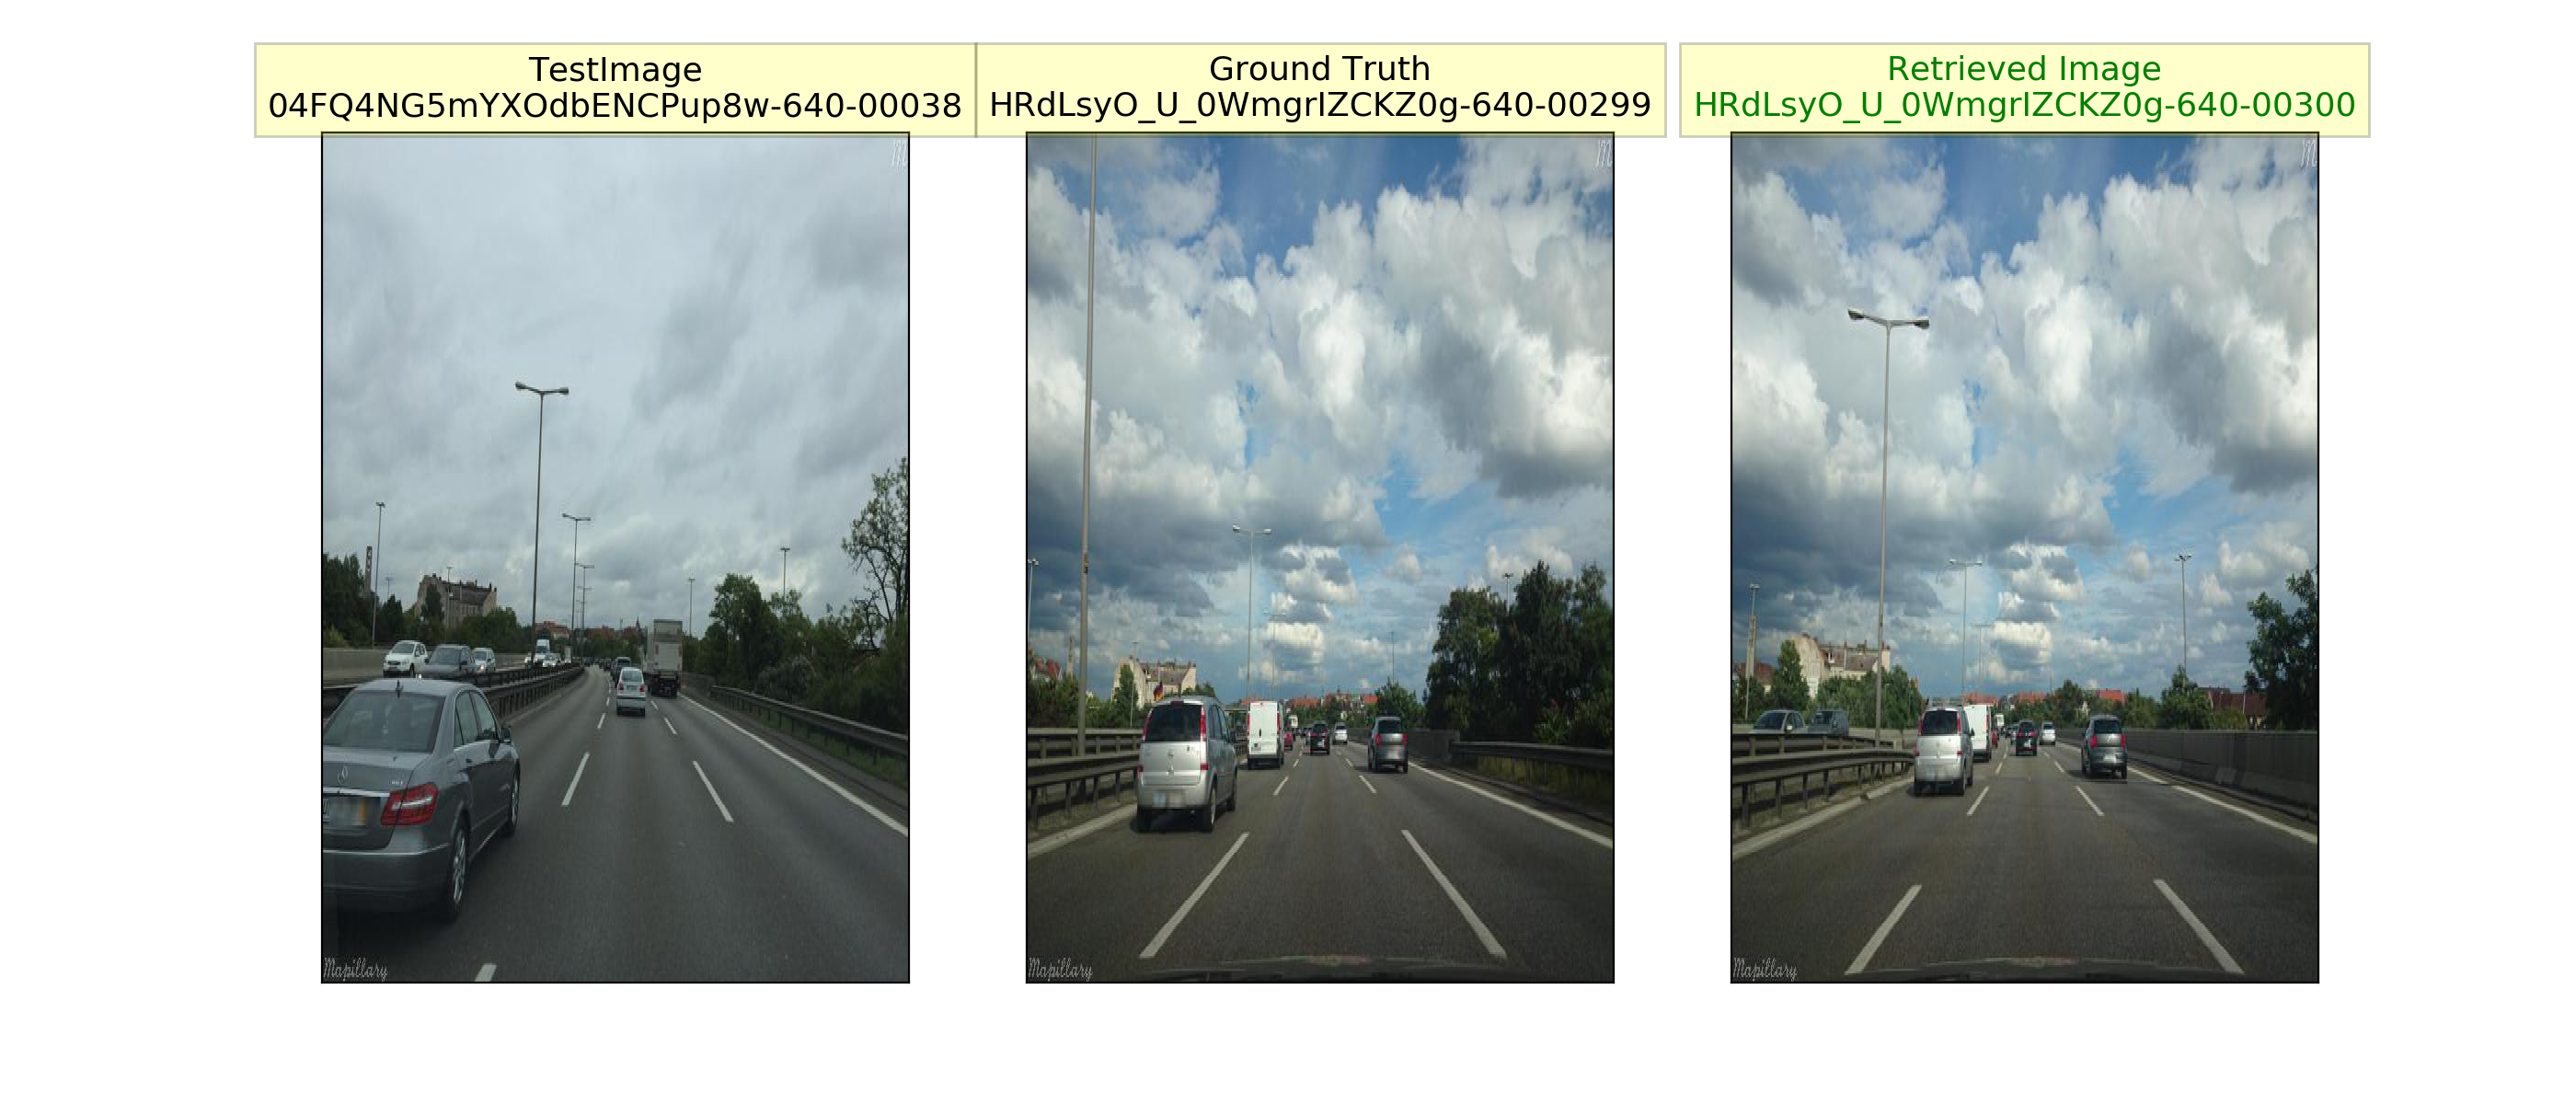 TestImage
04FQ4NG5mYXOdbENCPup8w-640-00038
Ground Truth
HRdLsyO_U_0WmgrIZCKZ0g-640-00299
Retrieved Image
HRdLsyO_U_0WmgrIZCKZ0g-640-00300
M
M
M
Mapillary
Mapillary
Mapillary